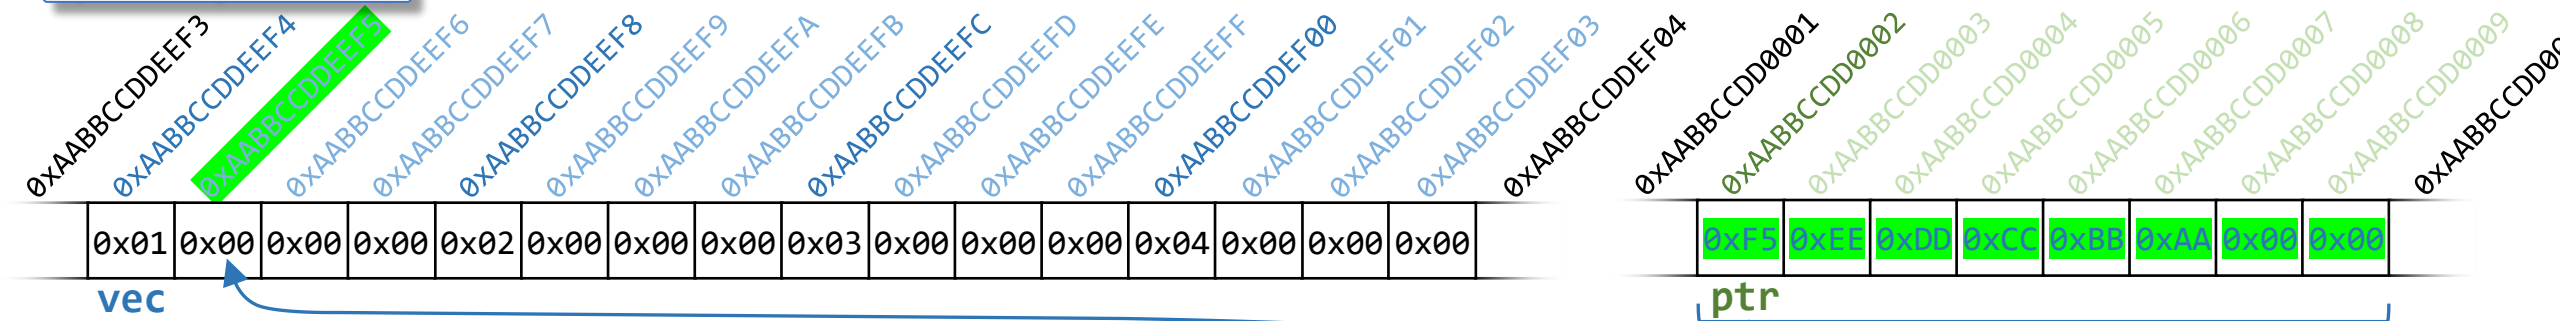 0xAABBCCDDEEF3 0xAABBCCDDEEF4 0xAABBCCDDEEF5 0xAABBCCDDEEF6 0xAABBCCDDEEF7 0xAABBCCDDEEF8 0xAABBCCDDEEF9 0xAABBCCDDEEFA 0xAABBCCDDEEFB 0xAABBCCDDEEFC 0xAABBCCDDEEFD 0xAABBCCDDEEFE 0xAABBCCDDEEFF 0xAABBCCDDEF00 0xAABBCCDDEF01 0xAABBCCDDEF02 0xAABBCCDDEF03 0xAABBCCDDEF04 0xAABBCCDD0001 0xAABBCCDD0002 0xAABBCCDD0003 0xAABBCCDD0004 0xAABBCCDD0005 0xAABBCCDD0006 0xAABBCCDD0007 0xAABBCCDD0008 0xAABBCCDD0009
0x01 0x00 0x00 0x00 0x02 0x00 0x00 0x00 0x03 0x00 0x00 0x00 0x04 0x00 0x00 0x00 0xF5 0xEE 0xDD 0xCC 0xBB 0xAA 0x00 0x00
vec ptr